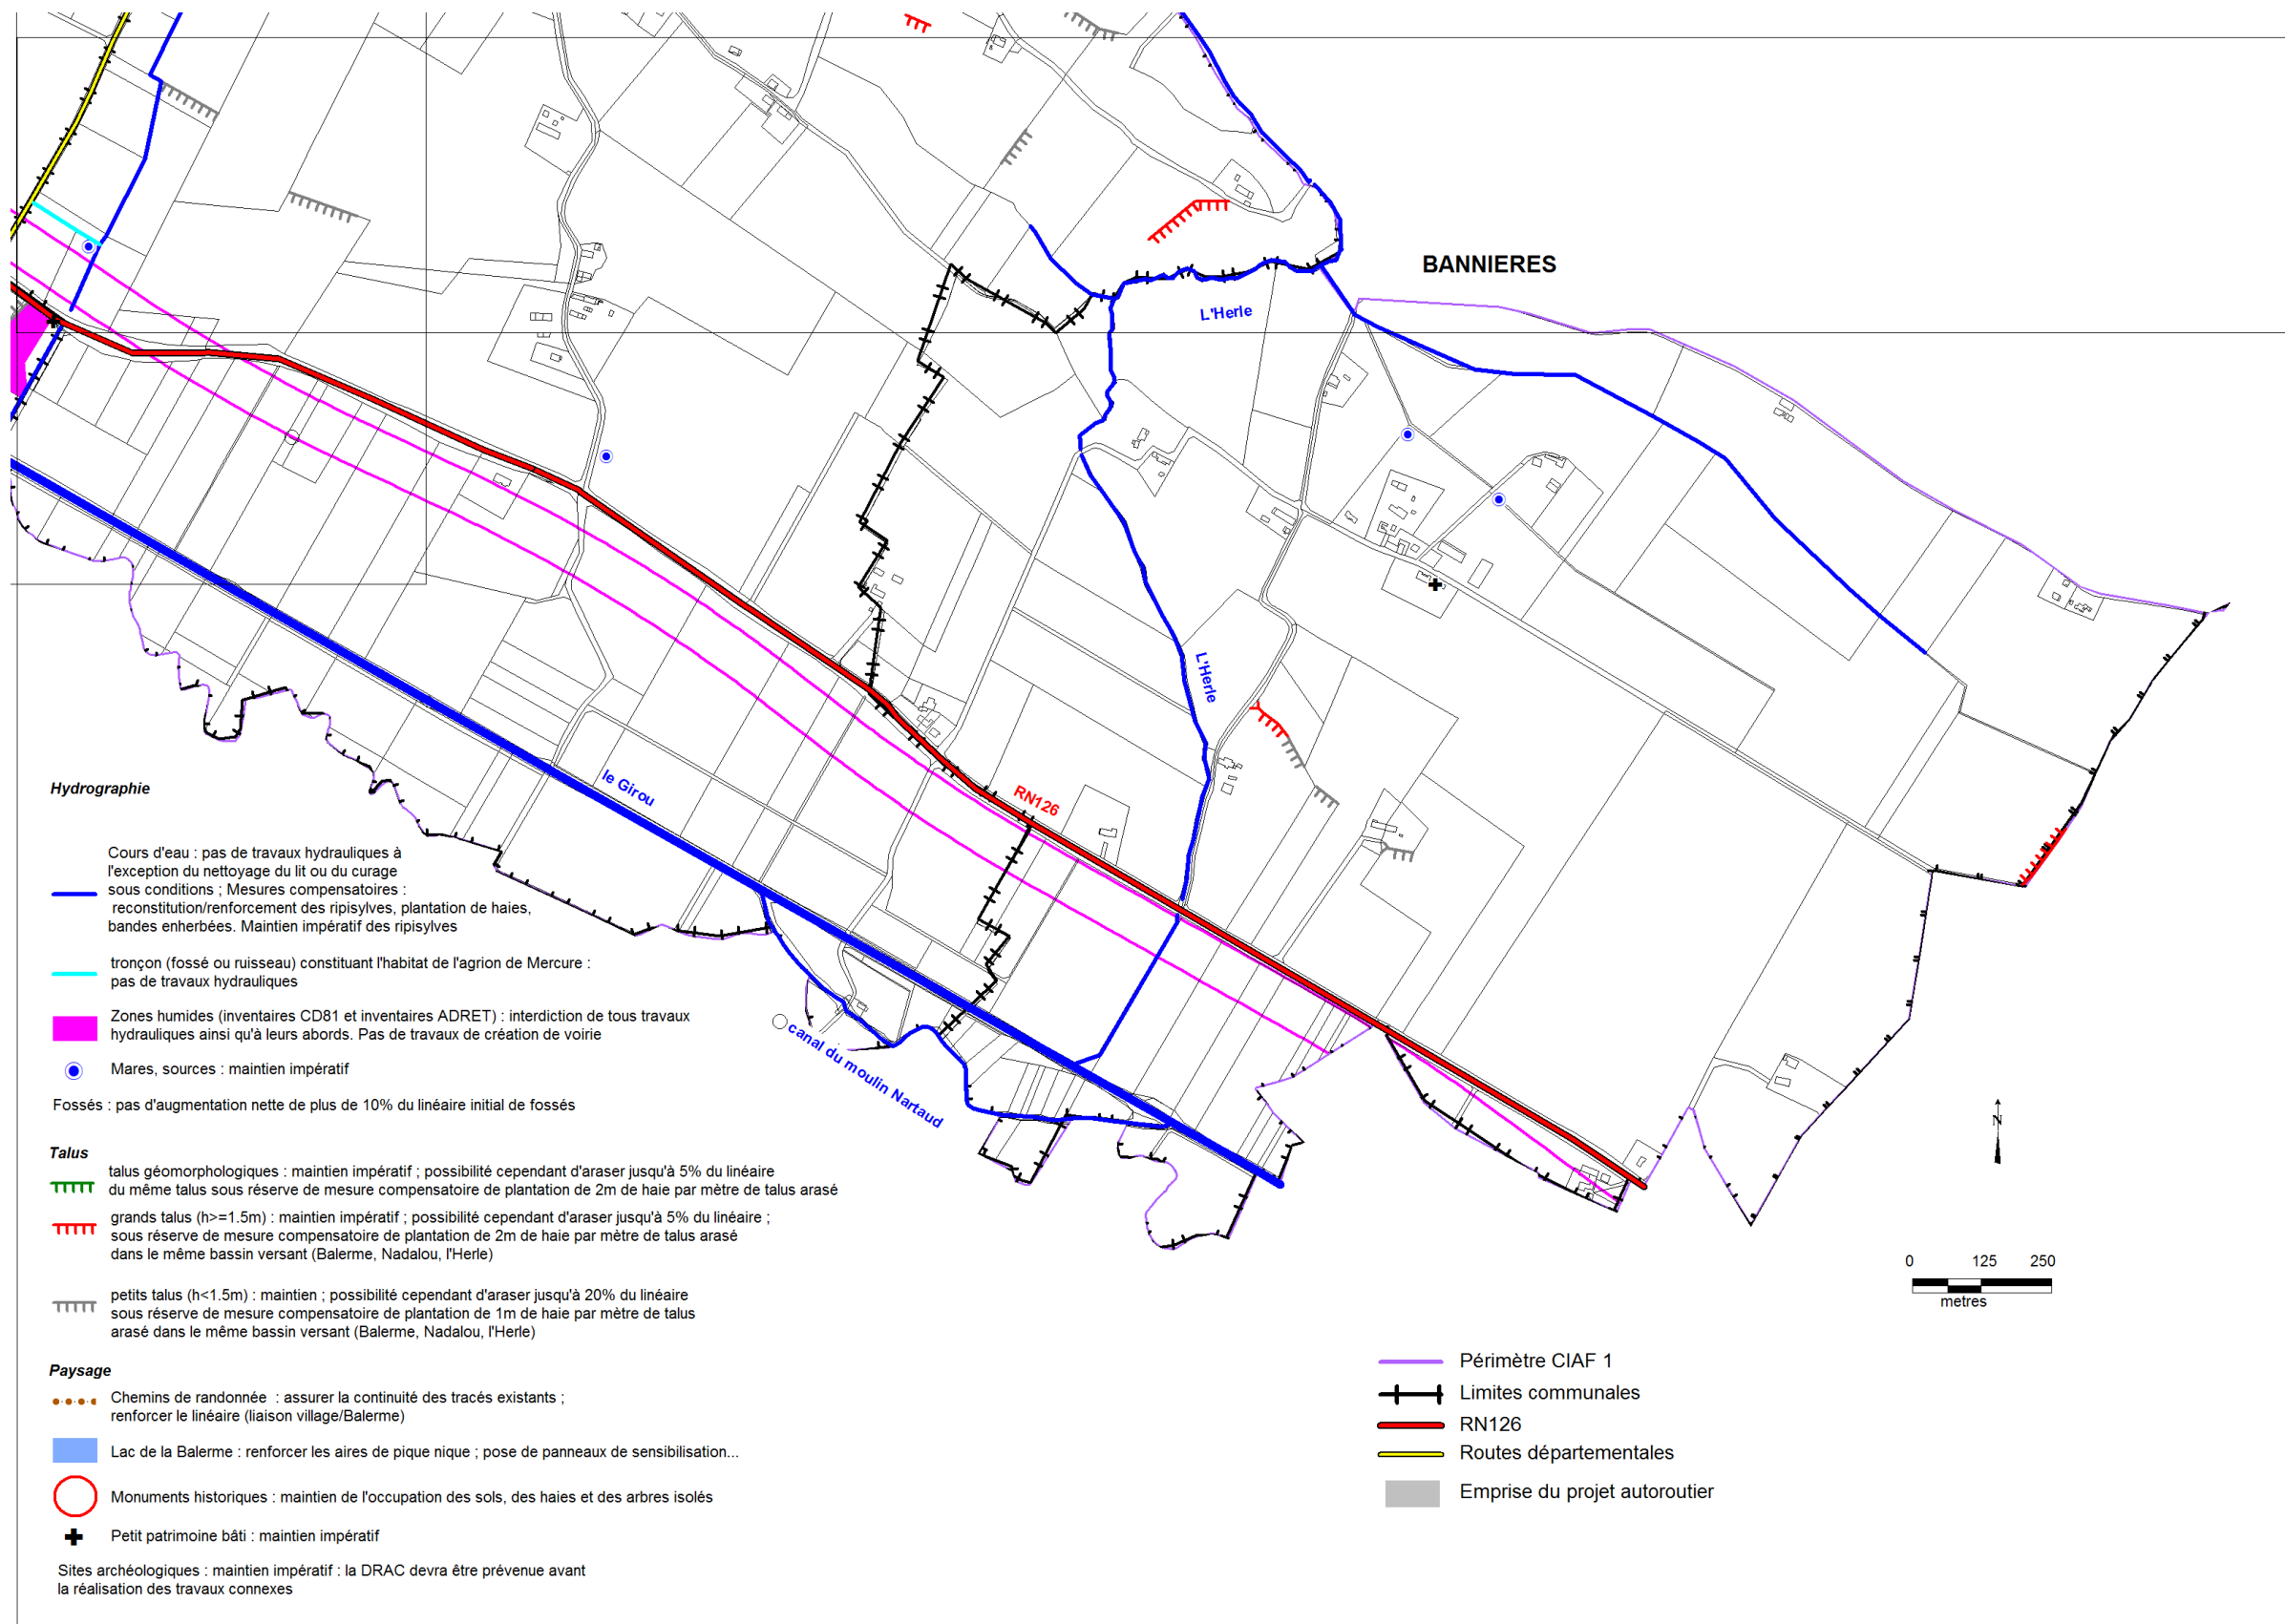 BANNIERES
L'Herle
L'Herle
RN126
le Girou
canal du moulin Nartaud
Hydrographie
Cours d'eau : pas de travaux hydrauliques à
l'exception du nettoyage du lit ou du curage
sous conditions ; Mesures compensatoires :
reconstitution/renforcement des ripisylves, plantation de haies,
bandes enherbées. Maintien impératif des ripisylves
tronçon (fossé ou ruisseau) constituant l'habitat de l'agrion de Mercure :
pas de travaux hydrauliques
Zones humides (inventaires CD81 et inventaires ADRET) : interdiction de tous travaux
hydrauliques ainsi qu'à leurs abords. Pas de travaux de création de voirie
Mares, sources : maintien impératif
Fossés : pas d'augmentation nette de plus de 10% du linéaire initial de fossés
Talus
talus géomorphologiques : maintien impératif ; possibilité cependant d'araser jusqu'à 5% du linéaire
du même talus sous réserve de mesure compensatoire de plantation de 2m de haie par mètre de talus arasé
grands talus (h>=1.5m) : maintien impératif ; possibilité cependant d'araser jusqu'à 5% du linéaire ;
sous réserve de mesure compensatoire de plantation de 2m de haie par mètre de talus arasé
dans le même bassin versant (Balerme, Nadalou, l'Herle)
petits talus (h<1.5m) : maintien ; possibilité cependant d'araser jusqu'à 20% du linéaire
sous réserve de mesure compensatoire de plantation de 1m de haie par mètre de talus
arasé dans le même bassin versant (Balerme, Nadalou, l'Herle)
Paysage
Chemins de randonnée : assurer la continuité des tracés existants ;
renforcer le linéaire (liaison village/Balerme)
Lac de la Balerme : renforcer les aires de pique nique ; pose de panneaux de sensibilisation...
Monuments historiques : maintien de l'occupation des sols, des haies et des arbres isolés
Petit patrimoine bâti : maintien impératif
Sites archéologiques : maintien impératif : la DRAC devra être prévenue avant
la réalisation des travaux connexes
N
0 125 250
metres
Périmètre CIAF 1
Limites communales
RN126
Routes départementales
Emprise du projet autoroutier